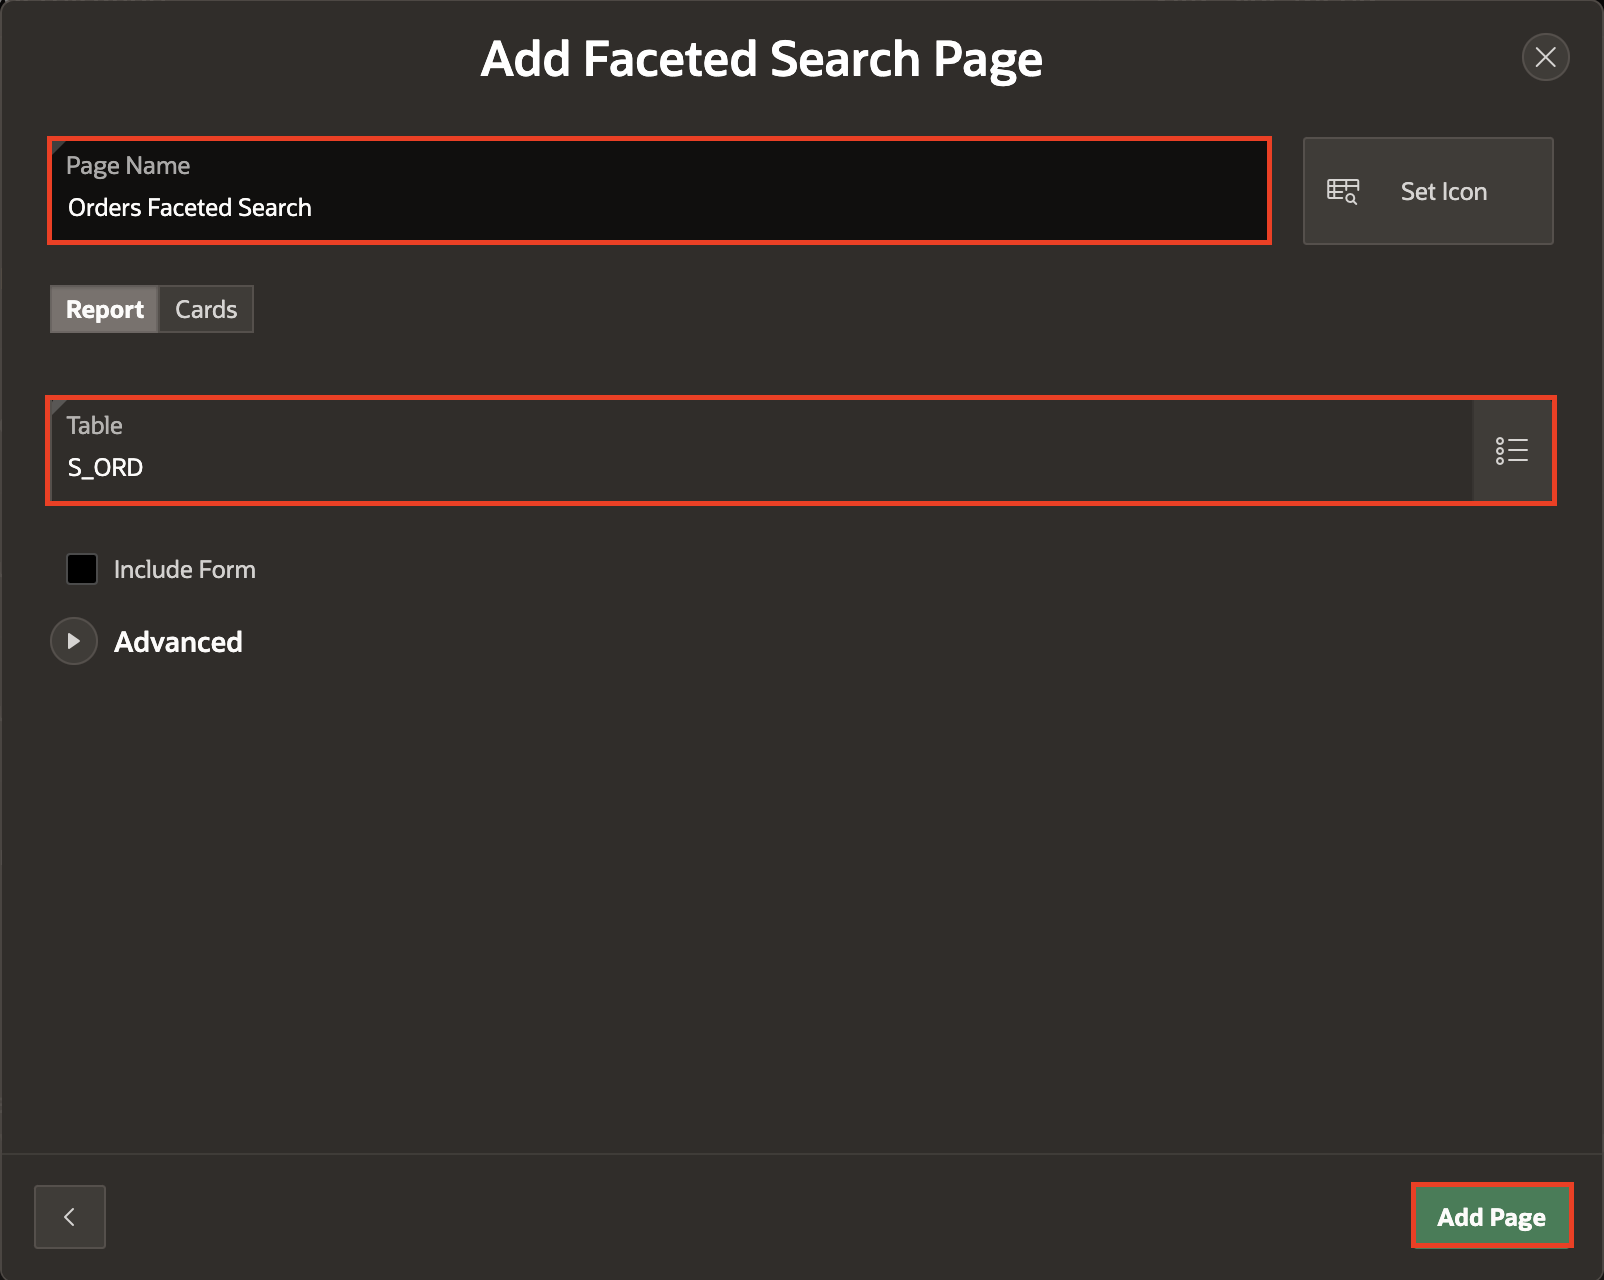 Add Faceted Search Page
Page Name
Orders Faceted Search
Set Icon
Report
Cards
Table
S_ORD
Include Form
Advanced
Add Page